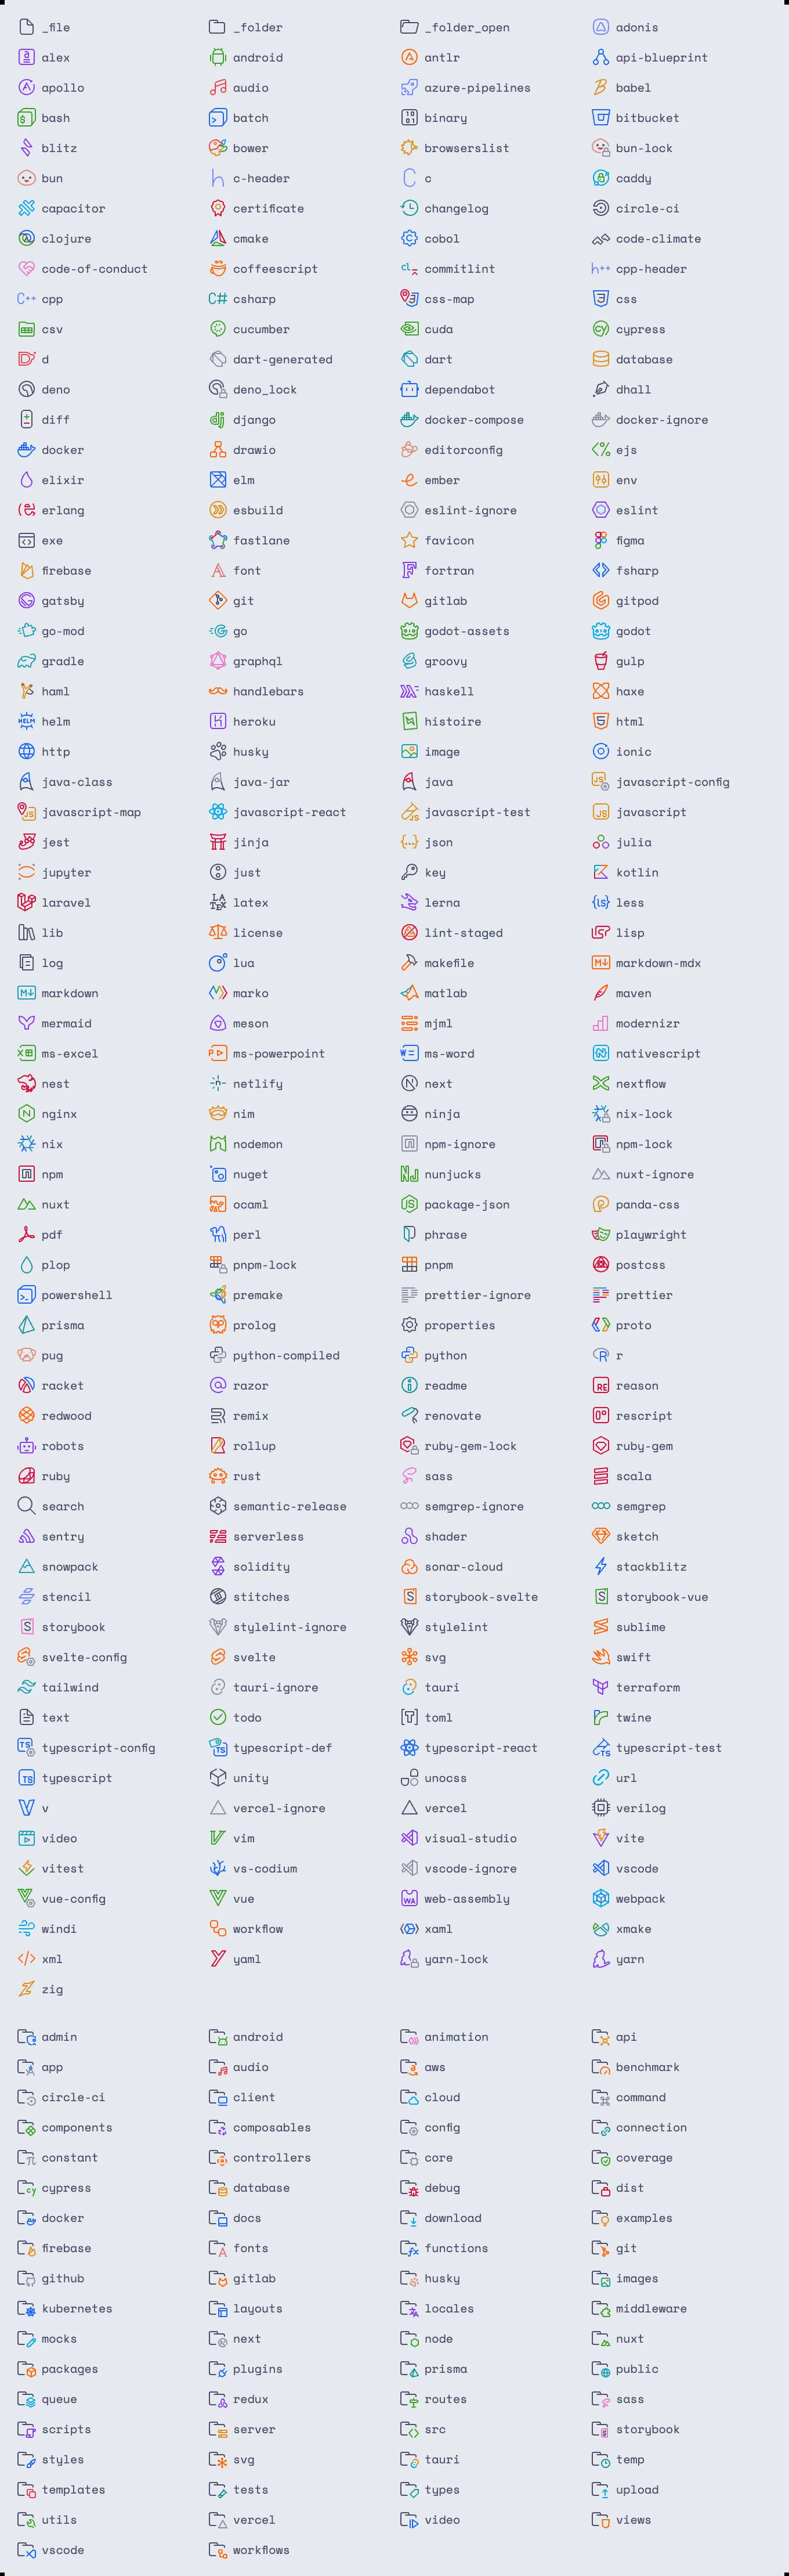 _file _folder _folder_open adonis
alex android antlr api-blueprint
apollo audio azure-pipelines babel
bash batch binary bitbucket
blitz bower browserslist bun-lock
bun c-header c caddy
capacitor certificate changelog circle-ci
clojure cmake cobol code-climate
code-of-conduct coffeescript commitlint cpp-header
cpp csharp css-map css
csv cucumber cuda cypress
d dart-generated dart database
deno deno_lock dependabot dhall
diff django docker-compose docker-ignore
docker drawio editorconfig ejs
elixir elm ember env
erlang esbuild eslint-ignore eslint
exe fastlane favicon figma
firebase font fortran fsharp
gatsby git gitlab gitpod
go-mod go godot-assets godot
gradle graphql groovy gulp
haml handlebars haskell haxe
helm heroku histoire html
http husky image ionic
java-class java-jar java javascript-config
javascript-map javascript-react javascript-test javascript
jest jinja json julia
jupyter just key kotlin
laravel latex lerna less
lib license lint-staged lisp
log lua makefile markdown-mdx
markdown marko matlab maven
mermaid meson mjml modernizr
ms-excel ms-powerpoint ms-word nativescript
nest netlify next nextflow
nginx nim ninja nix-lock
nix nodemon npm-ignore npm-lock
npm nuget nunjucks nuxt-ignore
nuxt ocaml package-json panda-css
pdf perl phrase playwright
plop pnpm-lock pnpm postcss
powershell premake prettier-ignore prettier
prisma prolog properties proto
pug python-compiled python r
racket razor readme reason
redwood remix renovate rescript
robots rollup ruby-gem-lock ruby-gem
ruby rust sass scala
search semantic-release semgrep-ignore semgrep
sentry serverless shader sketch
snowpack solidity sonar-cloud stackblitz
stencil stitches storybook-svelte storybook-vue
storybook stylelint-ignore stylelint sublime
svelte-config svelte svg swift
tailwind tauri-ignore tauri terraform
text todo toml twine
typescript-config typescript-def typescript-react typescript-test
typescript unity unocss url
v vercel-ignore vercel verilog
video vim visual-studio vite
vitest vs-codium vscode-ignore vscode
vue-config vue web-assembly webpack
windi workflow xaml xmake
xml yaml yarn-lock yarn
zig
admin android animation api
app audio aws benchmark
circle-ci client cloud command
components composables config connection
constant controllers core coverage
cypress database debug dist
docker docs download examples
firebase fonts functions git
github gitlab husky images
kubernetes layouts locales middleware
mocks next node nuxt
packages plugins prisma public
queue redux routes sass
scripts server src storybook
styles svg tauri temp
templates tests types upload
utils vercel video views
vscode workflows